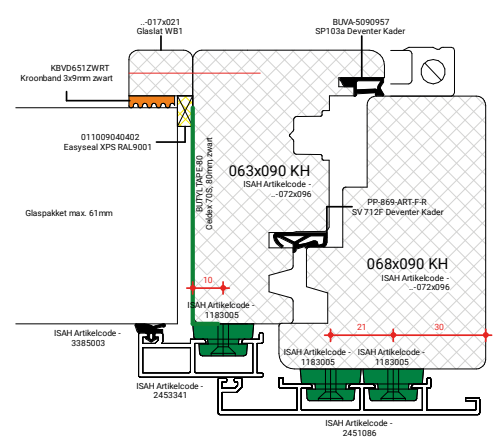 ..-017x021
Glaslat WB1
BUVA-5090957
SP103a Deventer Kader
KBVD651ZWRT
Kroonband 3x9mm zwart
011009040402
Easyseal XPS RAL9001
BUTYLTAPE-80
Celdex 70S, 80mm, zwart
063x090 KH
ISAH Artikelcode -
..-072x096
PP-869-ART-F-R
SV 712F Deventer Kader
Glaspakket max. 61mm
068x090 KH
ISAH Artikelcode -
..-072x096
10
ISAH Artikelcode -
1183005
21
30
ISAH Artikelcode -
3385003
ISAH Artikelcode -
1183005
ISAH Artikelcode -
1183005
ISAH Artikelcode -
2453341
ISAH Artikelcode -
2451086